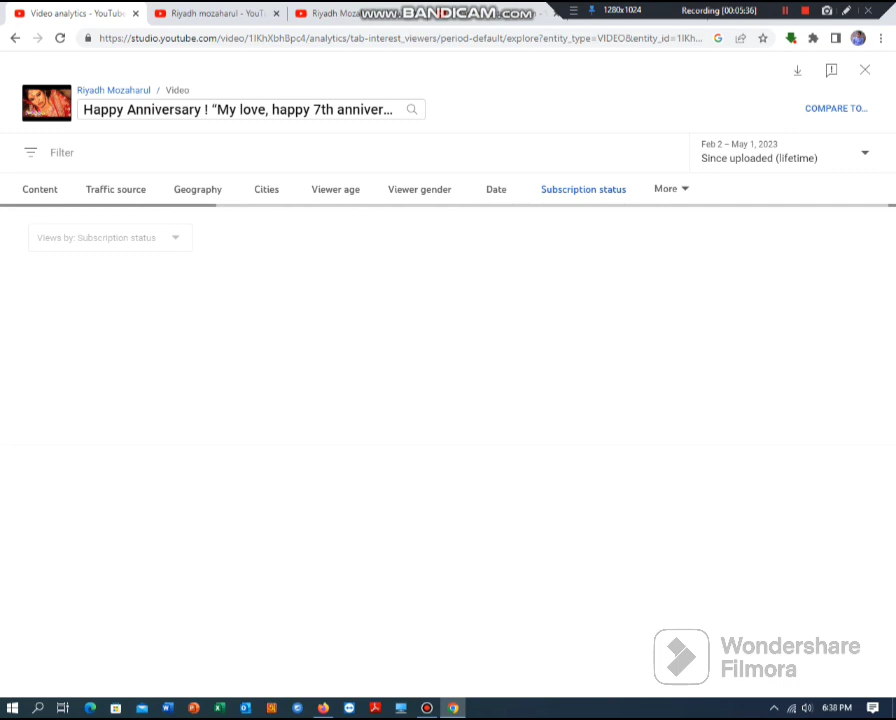 Video analytics - YouTube
Riyadh mozaharul - YouT
Riyadh Moza
WWW.BANDICAM.COM
1280x1024
Recording [00:05:36]
https://studio.youtube.com/video/1IKhXbhBpc4/analytics/tab-interest_viewers/period-default/explore?entity_type=VIDEO&entity_id=1IKh...
Riyadh Mozaharul / Video
Happy Anniversary ! “My love, happy 7th anniver...
COMPARE TO...
Filter
Feb 2 – May 1, 2023
Since uploaded (lifetime)
Content Traffic source Geography Cities Viewer age Viewer gender Date Subscription status More
Views by: Subscription status
Wondershare
Filmora
6:38 PM